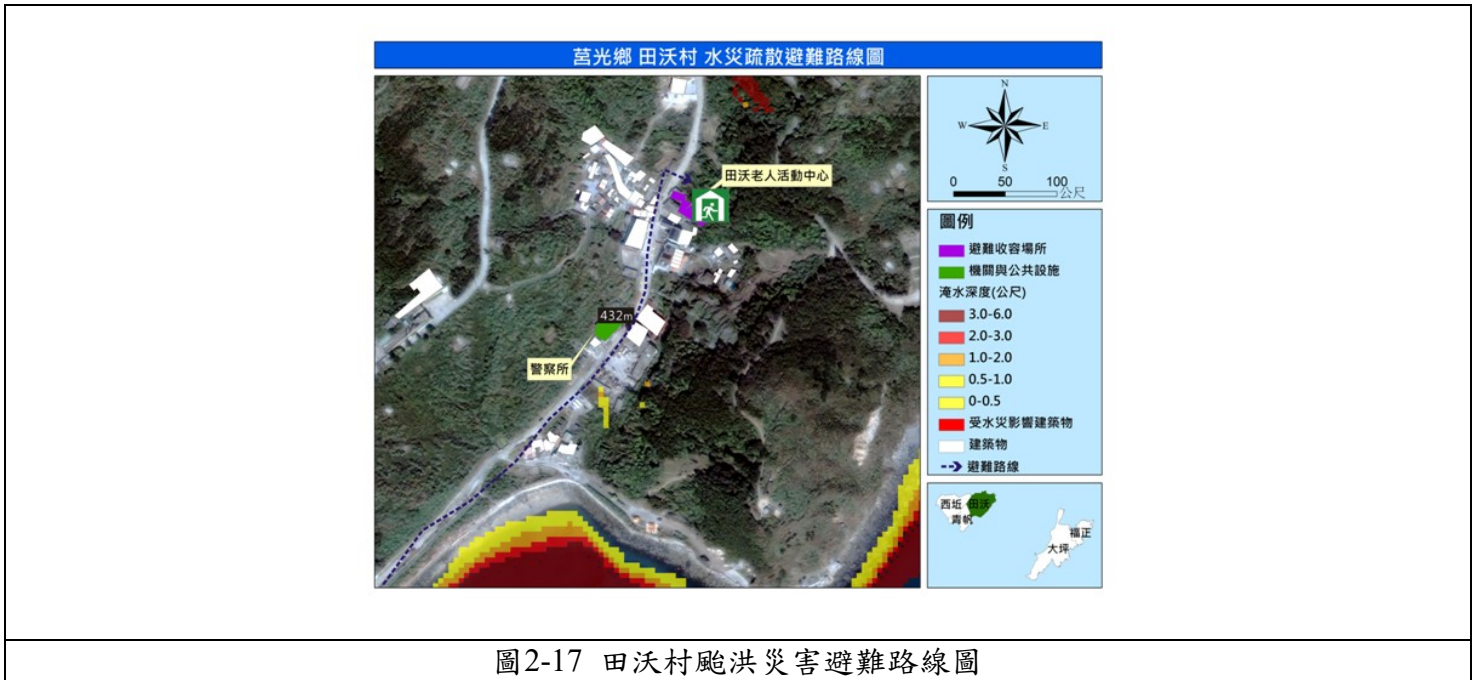 莒光鄉 田沃村 水災疏散避難路線圖
田沃老人活動中心
432m
警察所
N
W
E
S
0 50 100
公尺
圖例
避難收容場所
機關與公共設施
淹水深度(公尺)
3.0-6.0
2.0-3.0
1.0-2.0
0.5-1.0
0-0.5
受水災影響建築物
建築物
避難路線
西坵 田沃
青帆
福正
大坪
圖2-17 田沃村颱洪災害避難路線圖